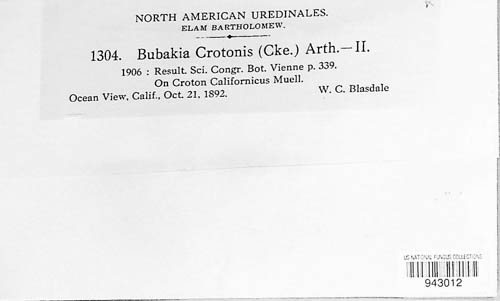 NORTH AMERICAN UREDINALES.
ELAM BARTHOLOMEW.
1304. Bubakia Crotonis (Cke.) Arth.—II.
1906 : Result. Sci. Congr. Bot. Vienne p. 339.
On Croton Californicus Muell.
Ocean View, Calif., Oct. 21, 1892. W. C. Blasdale
US NATIONAL FUNGUS COLLECTIONS
943012